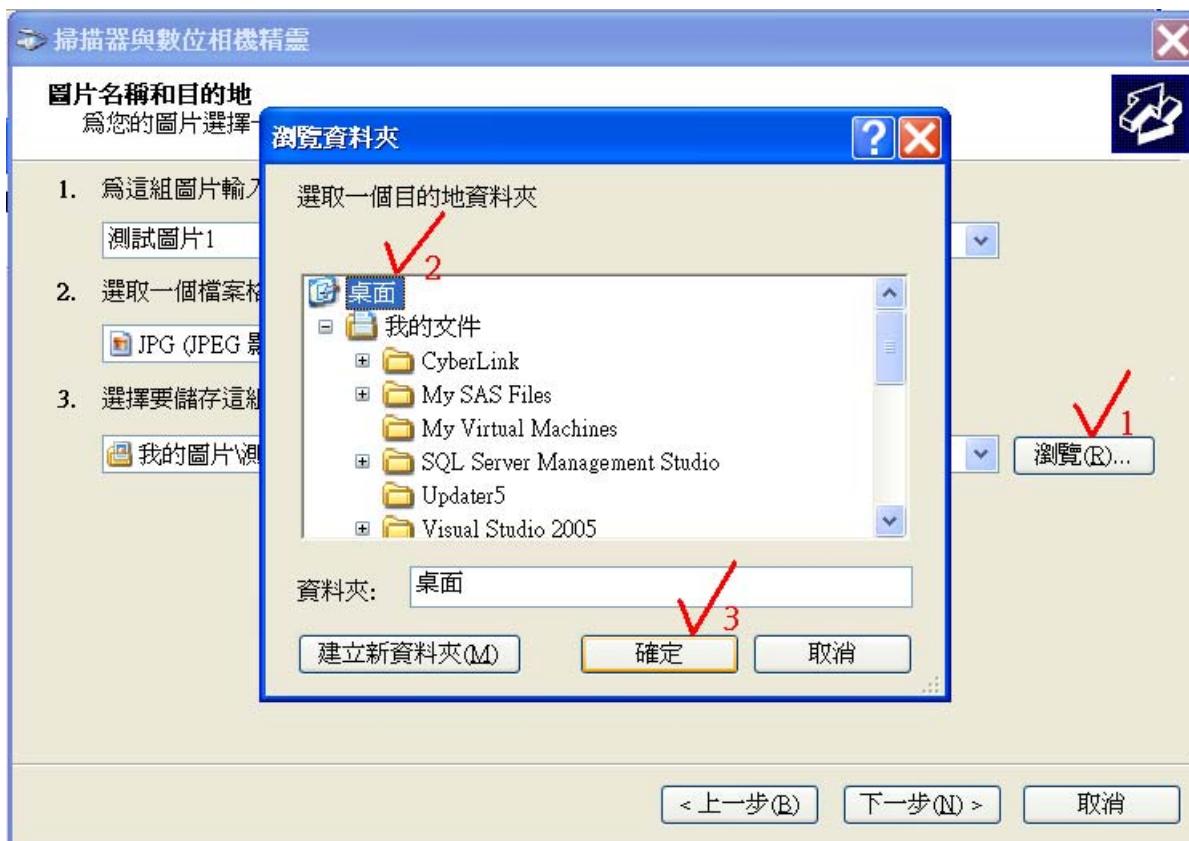 掃描器與數位相機精靈
圖片名稱和目的地
為您的圖片選擇一
瀏覽資料夾
選取一個目的地資料夾
1. 為這組圖片輸入
測試圖片1
2. 選取一個檔案格
JPG (JPEG 影
3. 選擇要儲存這組
我的圖片\測
瀏覽(R)...
1
2
桌面
我的文件
CyberLink
My SAS Files
My Virtual Machines
SQL Server Management Studio
Updater5
Visual Studio 2005
資料夾: 桌面
3
建立新資料夾(M) 確定 取消
< 上一步(B) 下一步(N) > 取消